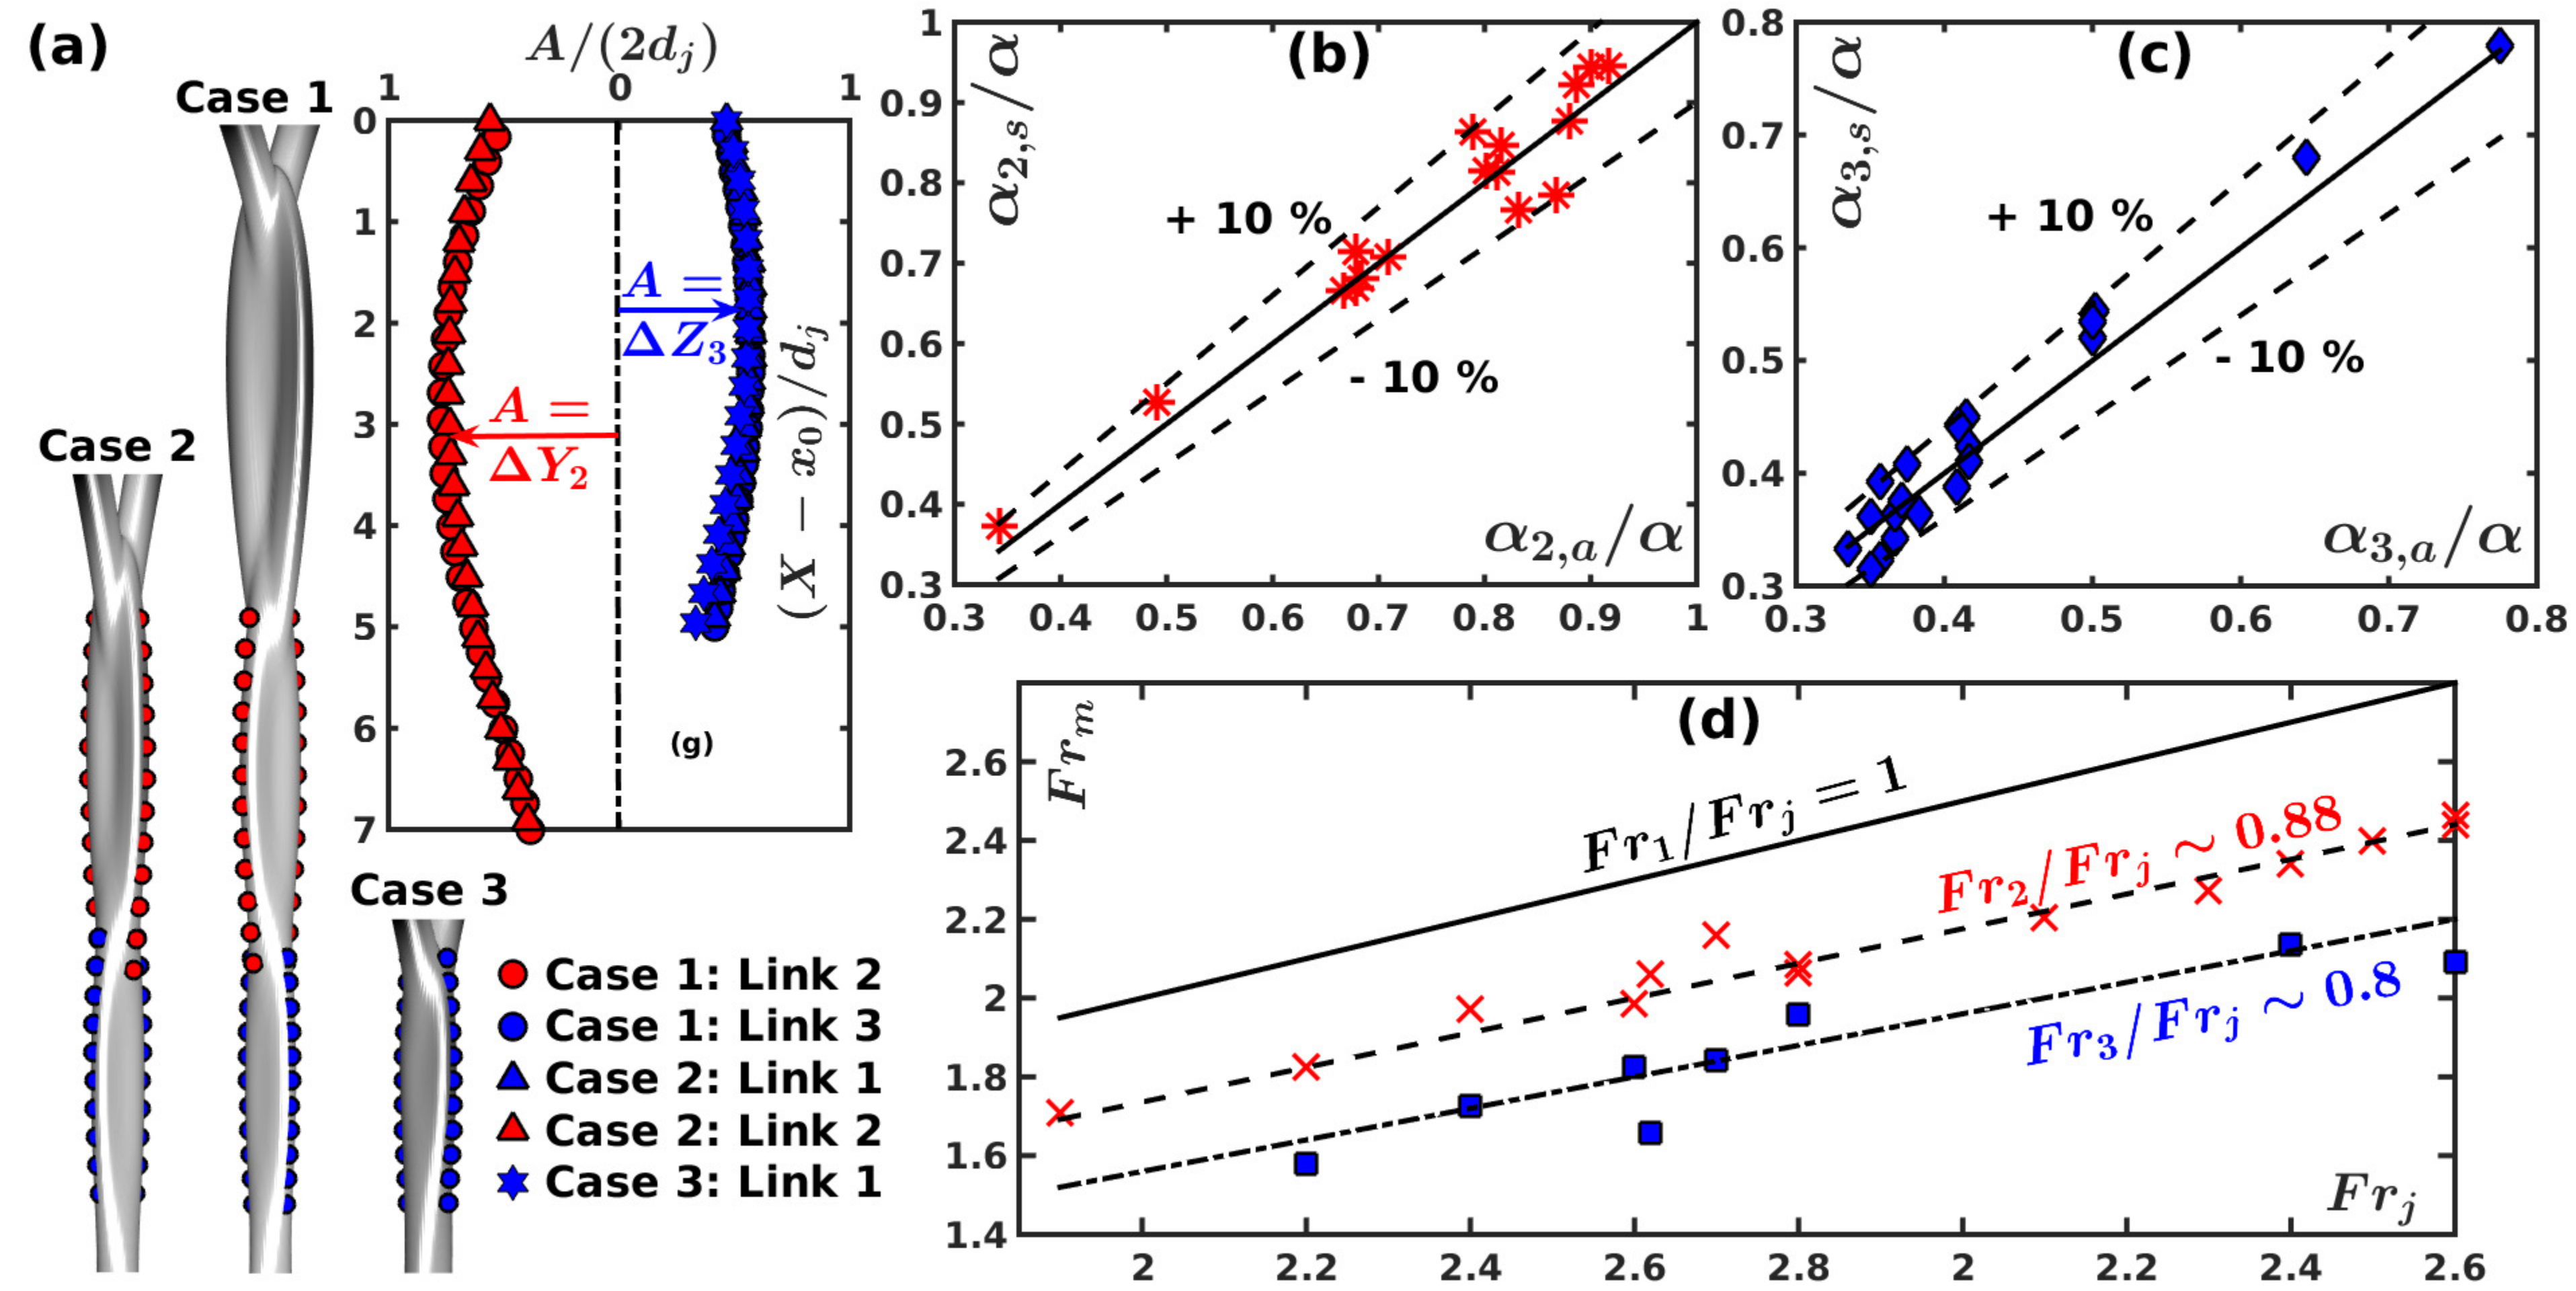 (a)
A/(2d_j)
1 0 1
Case 1
Case 2
Case 3
0
1
2
3
4
5
6
7
A =
ΔZ_3
A =
ΔY_2
(X − x_0)/d_j
(g)
Case 1: Link 2
Case 1: Link 3
Case 2: Link 1
Case 2: Link 2
Case 3: Link 1
(b)
α_{2,s}/α
1
0.9
0.8
0.7
0.6
0.5
0.4
0.3
+ 10 %
- 10 %
α_{2,a}/α
0.3 0.4 0.5 0.6 0.7 0.8 0.9 1
(c)
α_{3,s}/α
0.8
0.7
0.6
0.5
0.4
0.3
+ 10 %
- 10 %
α_{3,a}/α
0.3 0.4 0.5 0.6 0.7 0.8
(d)
Fr_m
2.6
2.4
2.2
2
1.8
1.6
1.4
Fr_1/Fr_j = 1
Fr_2/Fr_j ∼ 0.88
Fr_3/Fr_j ∼ 0.8
Fr_j
2 2.2 2.4 2.6 2.8 2 2.2 2.4 2.6